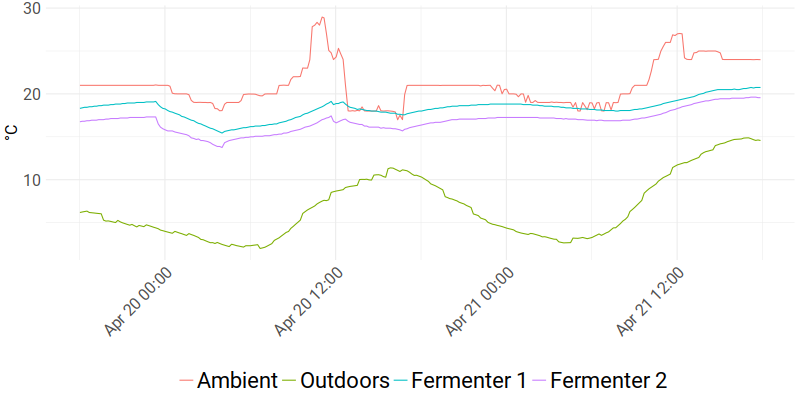 30
20
10
°C
Apr 20 00:00
Apr 20 12:00
Apr 21 00:00
Apr 21 12:00
Ambient Outdoors Fermenter 1 Fermenter 2